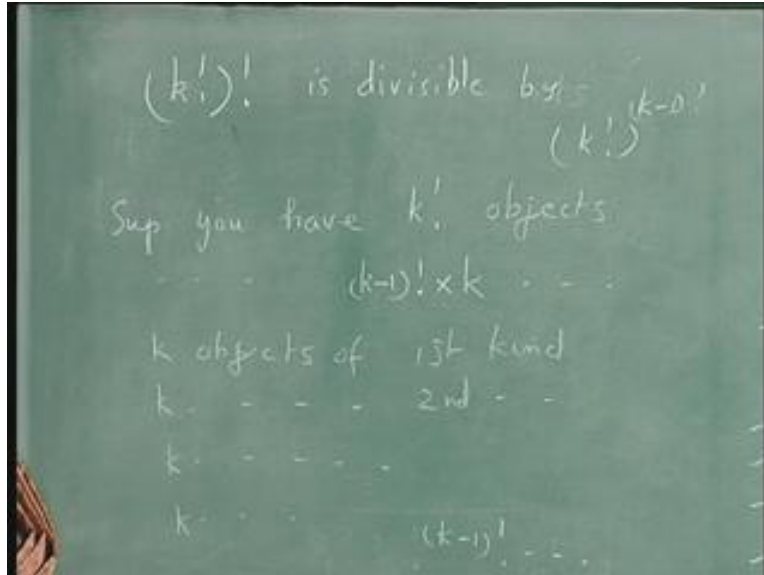 (k!)! is divisible by
(k!)^(k-1)!
Sup you have k! objects
- - - (k-1)! × k - - -
k objects of 1st kind
k - - - - 2nd - -
k - - - - -
k - - - (k-1)! - - -